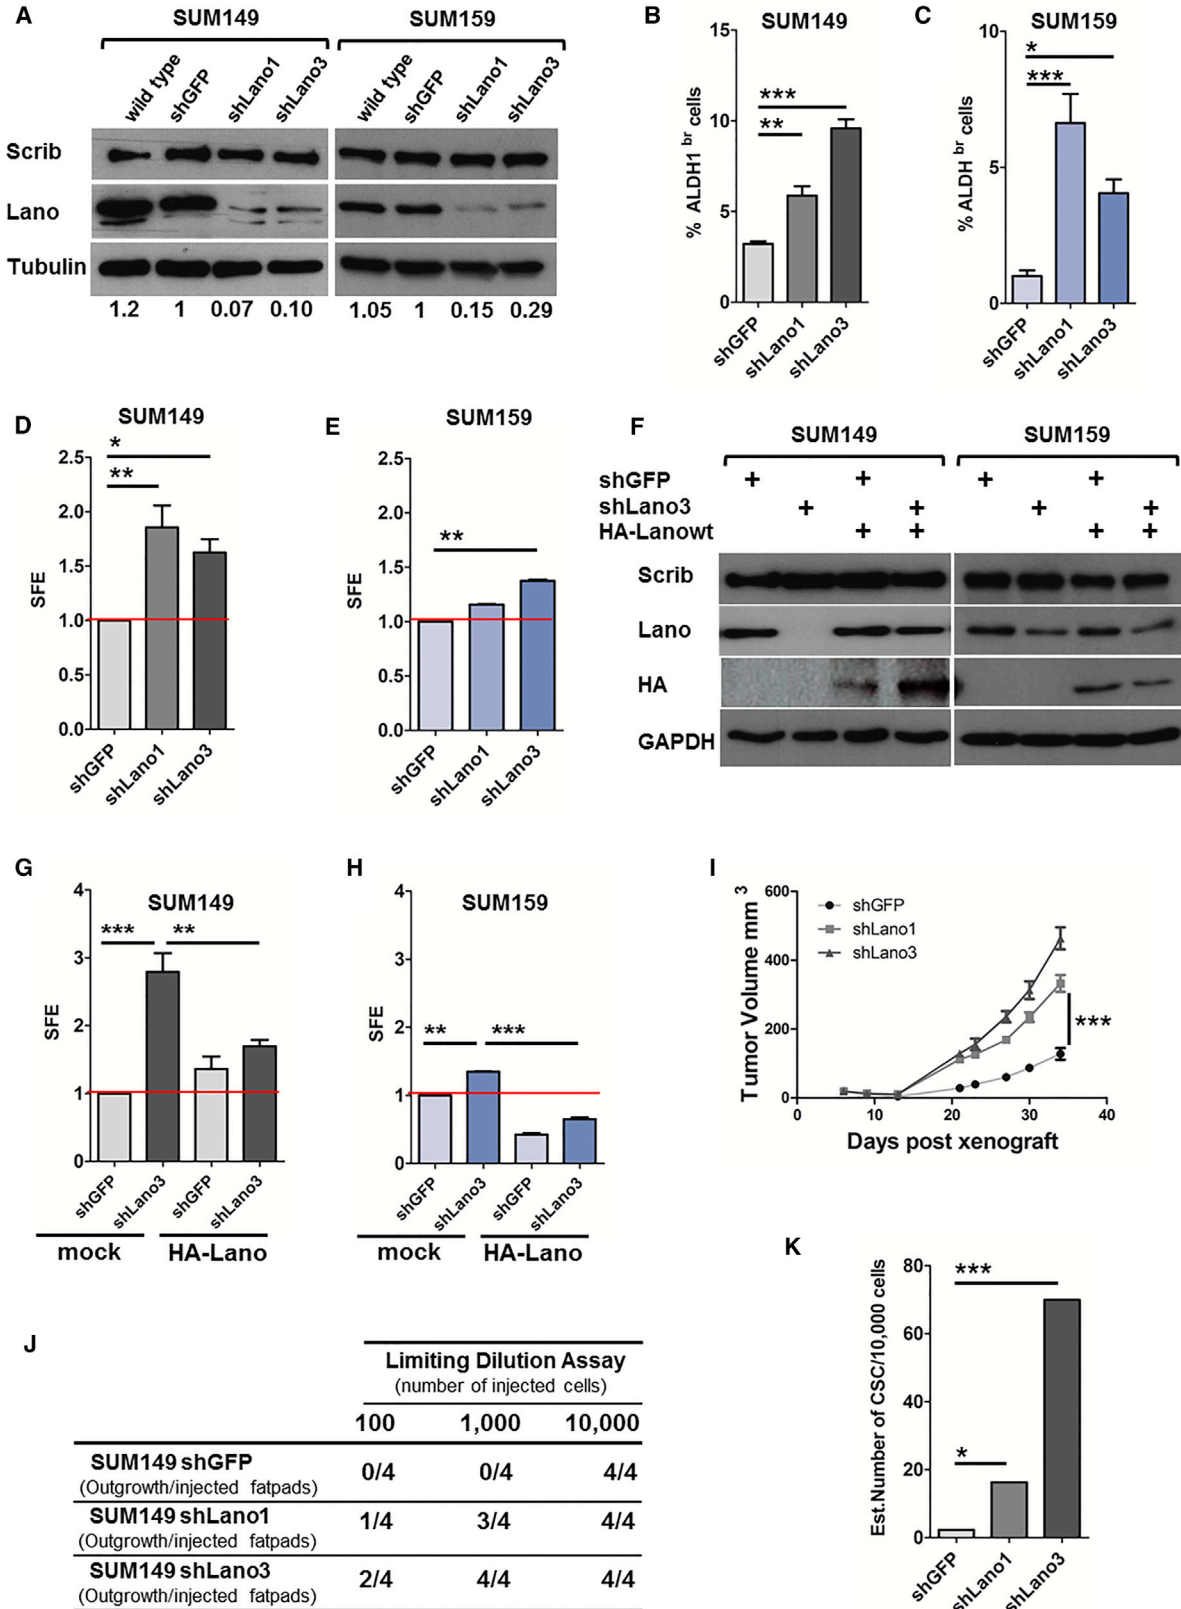 A
SUM149
SUM159
wild type
shGFP
shLano1
shLano3
wild type
shGFP
shLano1
shLano3
Scrib
Lano
Tubulin
1.2 1 0.07 0.10 1.05 1 0.15 0.29
B
SUM149
% ALDH1 br cells
15
10
5
0
***
**
shGFP
shLano1
shLano3
C
SUM159
% ALDH br cells
10
5
0
*
***
shGFP
shLano1
shLano3
D
SUM149
SFE
2.5
2.0
1.5
1.0
0.5
0.0
*
**
shGFP
shLano1
shLano3
E
SUM159
SFE
2.5
2.0
1.5
1.0
0.5
0.0
**
shGFP
shLano1
shLano3
F
SUM149
SUM159
shGFP + + + +
shLano3 + + + +
HA-Lanowt + + + +
Scrib
Lano
HA
GAPDH
G
SUM149
SFE
4
3
2
1
0
***
**
shGFP
shLano3
shGFP
shLano3
mock
HA-Lano
H
SUM159
SFE
4
3
2
1
0
**
***
shGFP
shLano3
shGFP
shLano3
mock
HA-Lano
I
Tumor Volume mm 3
600
400
200
0
shGFP
shLano1
shLano3
***
0 10 20 30 40
Days post xenograft
J
Limiting Dilution Assay
(number of injected cells)
100 1,000 10,000
SUM149 shGFP
(Outgrowth/injected fatpads)
0/4 0/4 4/4
SUM149 shLano1
(Outgrowth/injected fatpads)
1/4 3/4 4/4
SUM149 shLano3
(Outgrowth/injected fatpads)
2/4 4/4 4/4
K
Est.Number of CSC/10,000 cells
80
60
40
20
0
***
*
shGFP
shLano1
shLano3